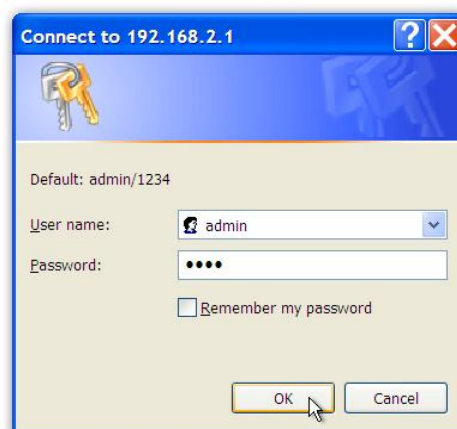 Connect to 192.168.2.1
Default: admin/1234
User name:
admin
Password:
••••
Remember my password
OK
Cancel